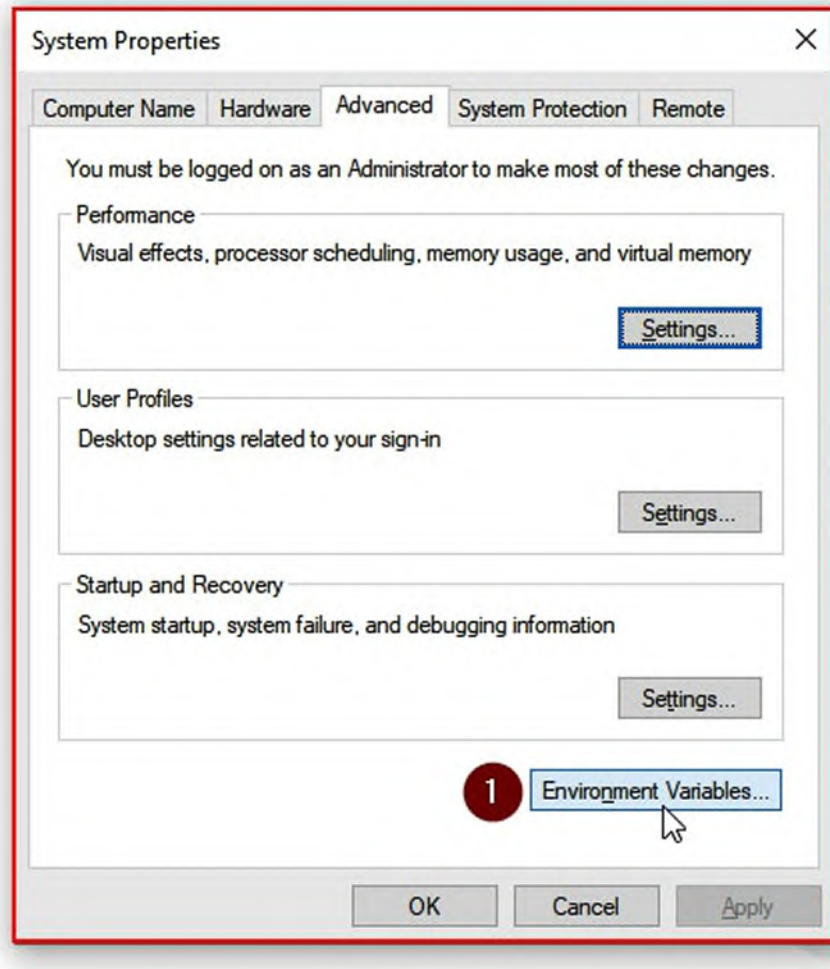 System Properties
Computer Name Hardware Advanced System Protection Remote
You must be logged on as an Administrator to make most of these changes.
Performance
Visual effects, processor scheduling, memory usage, and virtual memory
Settings...
User Profiles
Desktop settings related to your sign-in
Settings...
Startup and Recovery
System startup, system failure, and debugging information
Settings...
1 Environment Variables...
OK Cancel Apply